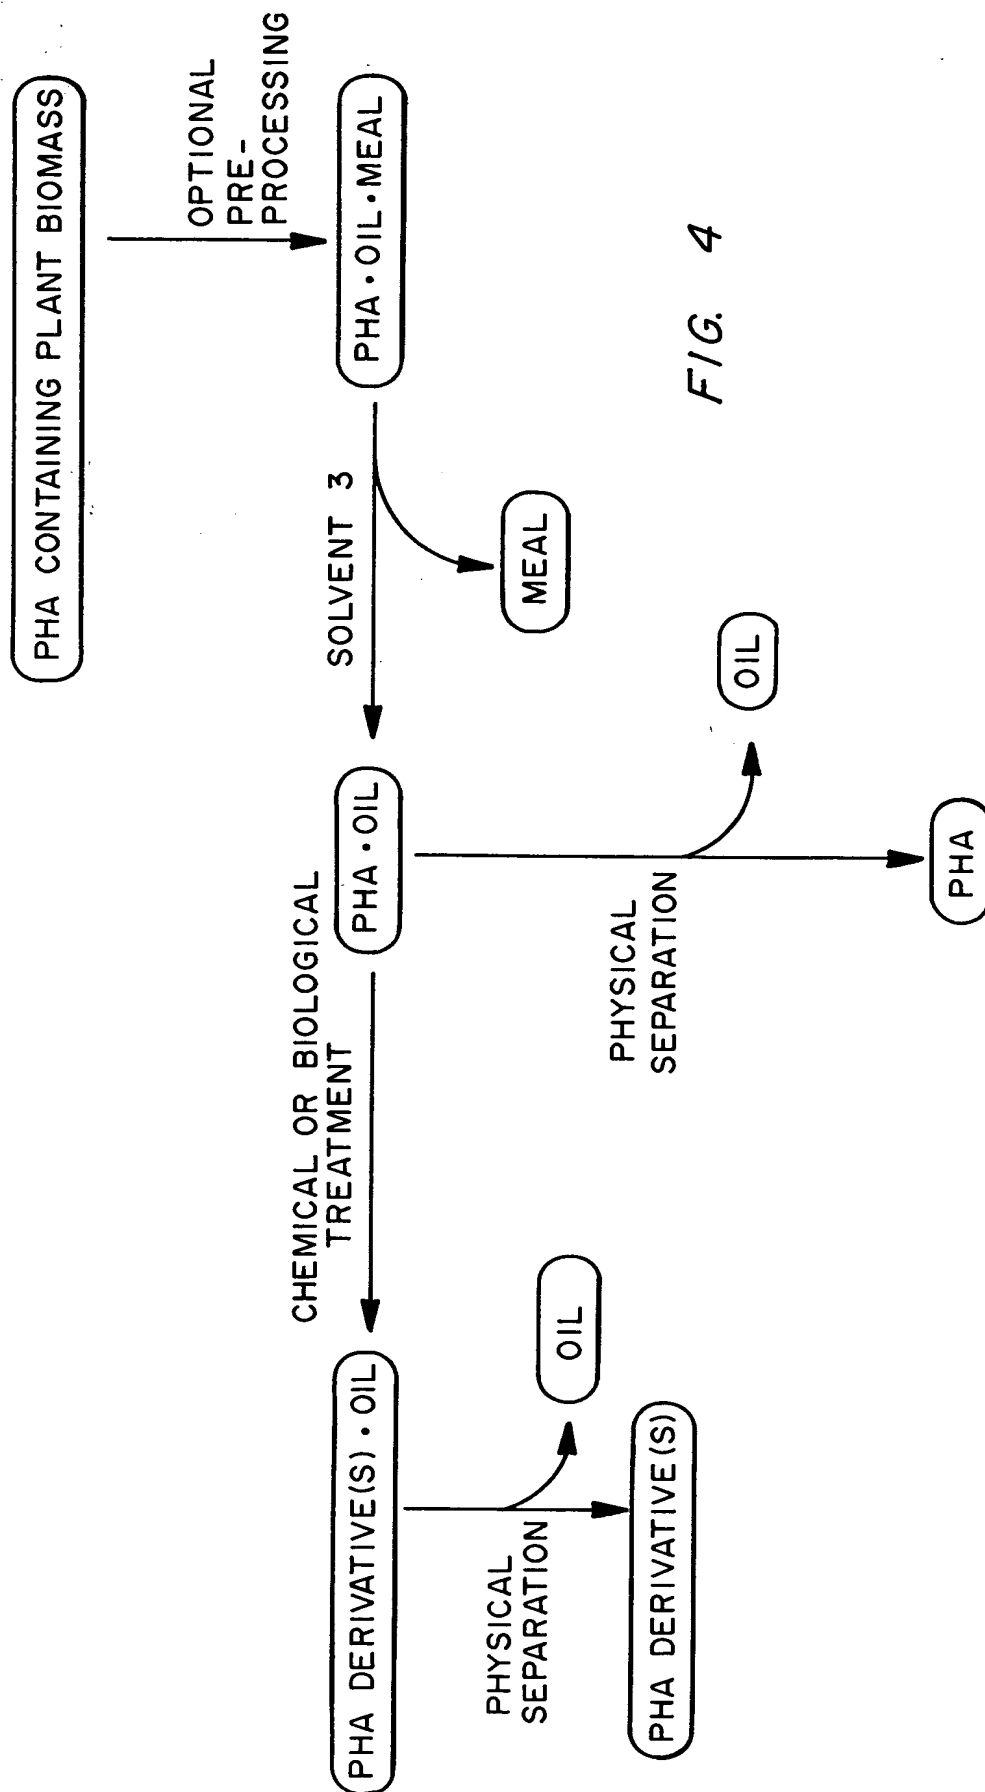 PHA CONTAINING PLANT BIOMASS
OPTIONAL
PRE-
PROCESSING
PHA•OIL•MEAL
SOLVENT 3
MEAL
PHA•OIL
PHYSICAL
SEPARATION
OIL
PHA
CHEMICAL OR BIOLOGICAL
TREATMENT
PHA DERIVATIVE(S)•OIL
PHYSICAL
SEPARATION
OIL
PHA DERIVATIVE(S)
FIG. 4